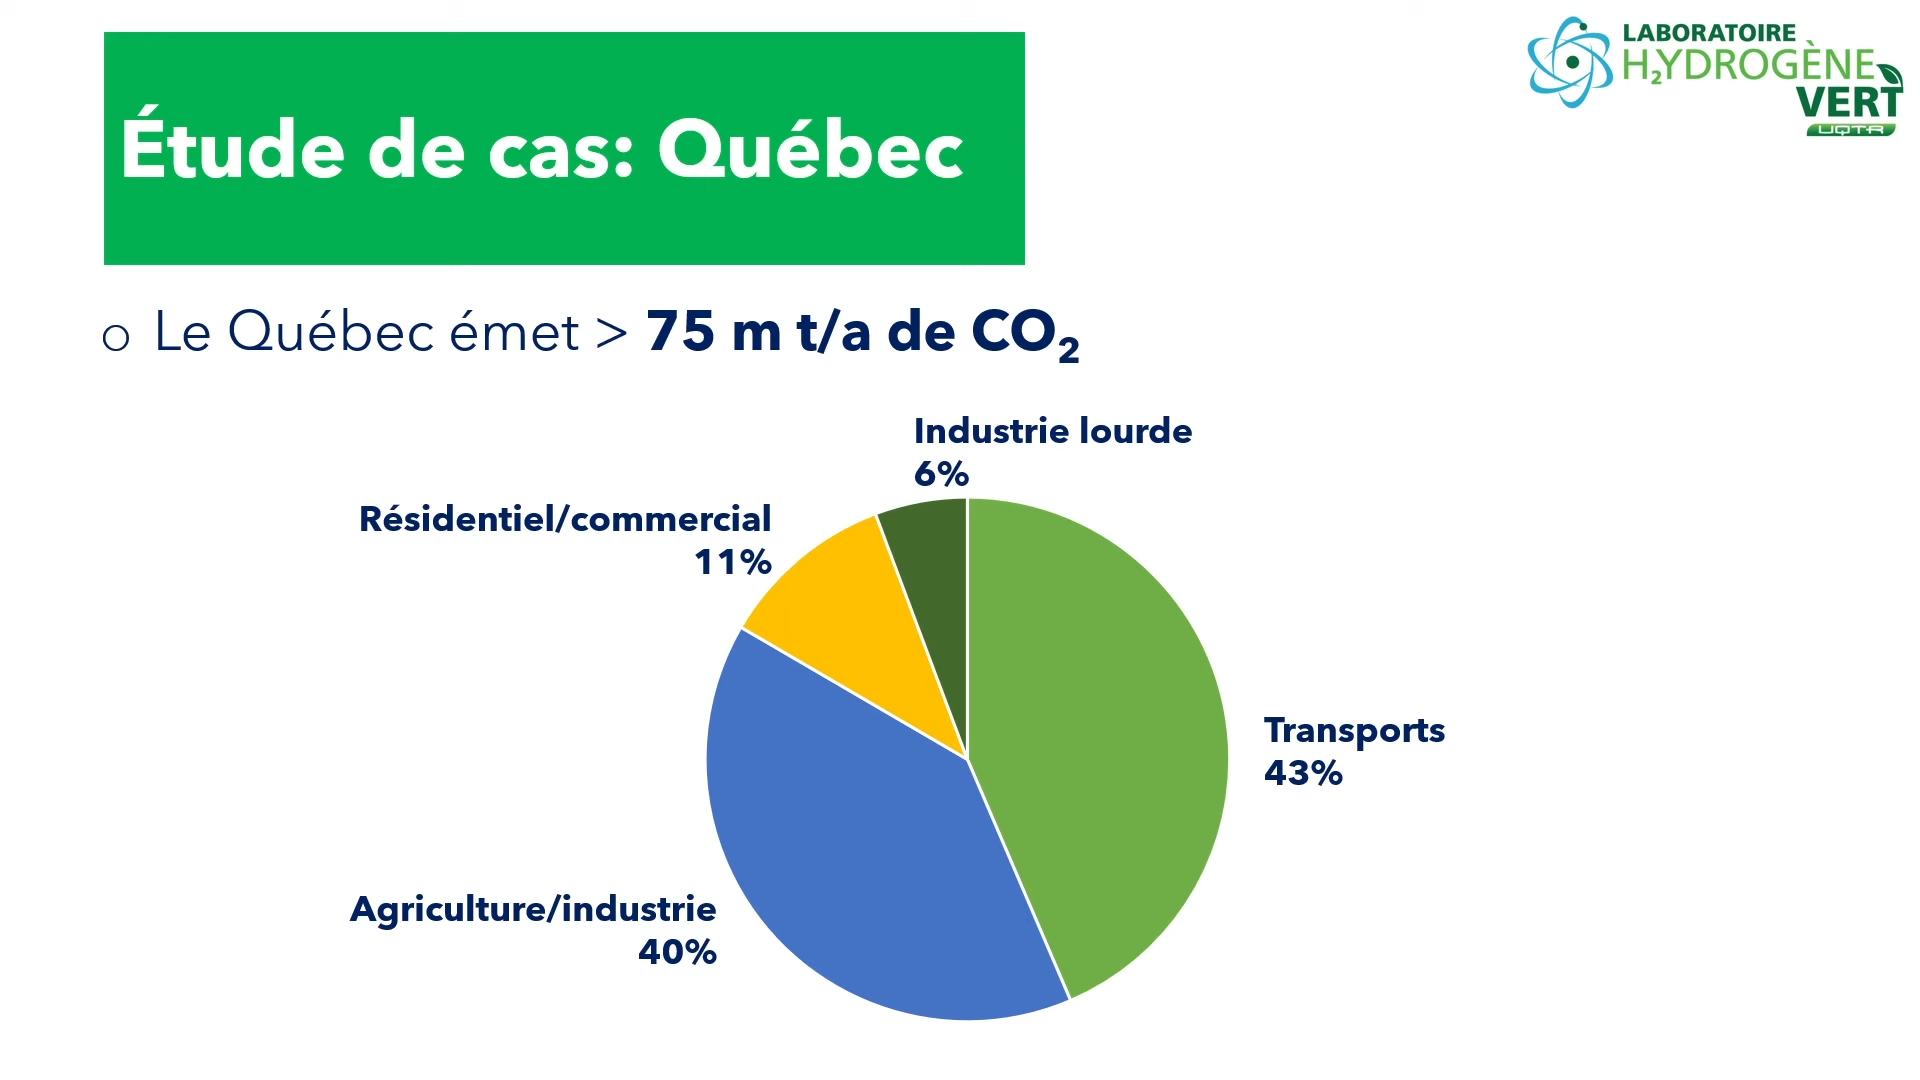 LABORATOIRE
H₂YDROGÈNE
VERT
UQTR
Étude de cas: Québec
o Le Québec émet > 75 m t/a de CO₂
Industrie lourde
6%
Résidentiel/commercial
11%
Transports
43%
Agriculture/industrie
40%